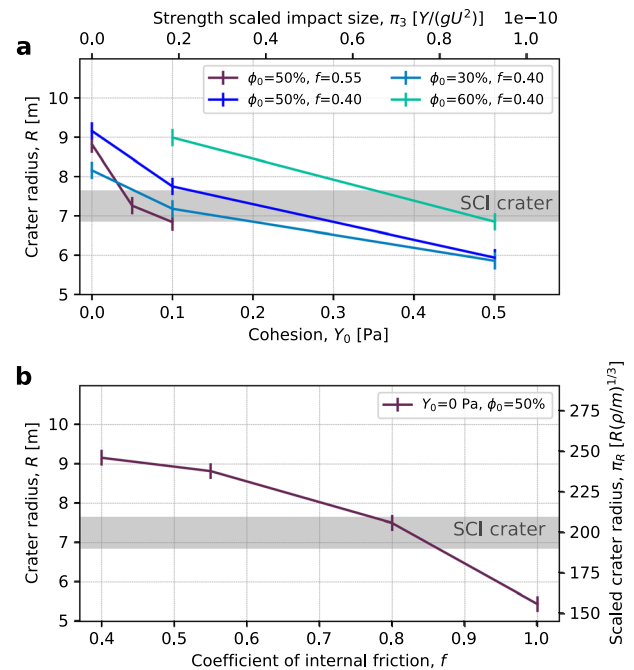 Strength scaled impact size, π₃ [Y/(gU²)] 1e−10
0.0 0.2 0.4 0.6 0.8 1.0
a
ϕ₀=50%, f=0.55 ϕ₀=30%, f=0.40
ϕ₀=50%, f=0.40 ϕ₀=60%, f=0.40
10
9
8
7
6
5
Crater radius, R [m]
SCI crater
0.0 0.1 0.2 0.3 0.4 0.5
Cohesion, Y₀ [Pa]
b
Y₀=0 Pa, ϕ₀=50%
10
9
8
7
6
5
Crater radius, R [m]
SCI crater
275
250
225
200
175
150
Scaled crater radius, π_R [R(ρ/m)^{1/3}]
0.4 0.5 0.6 0.7 0.8 0.9 1.0
Coefficient of internal friction, f